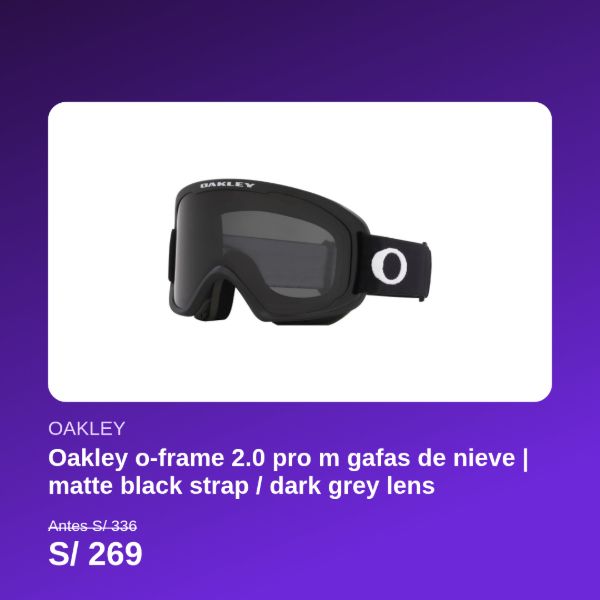 OAKLEY
OAKLEY
Oakley o-frame 2.0 pro m gafas de nieve |
matte black strap / dark grey lens
Antes S/ 336
S/ 269